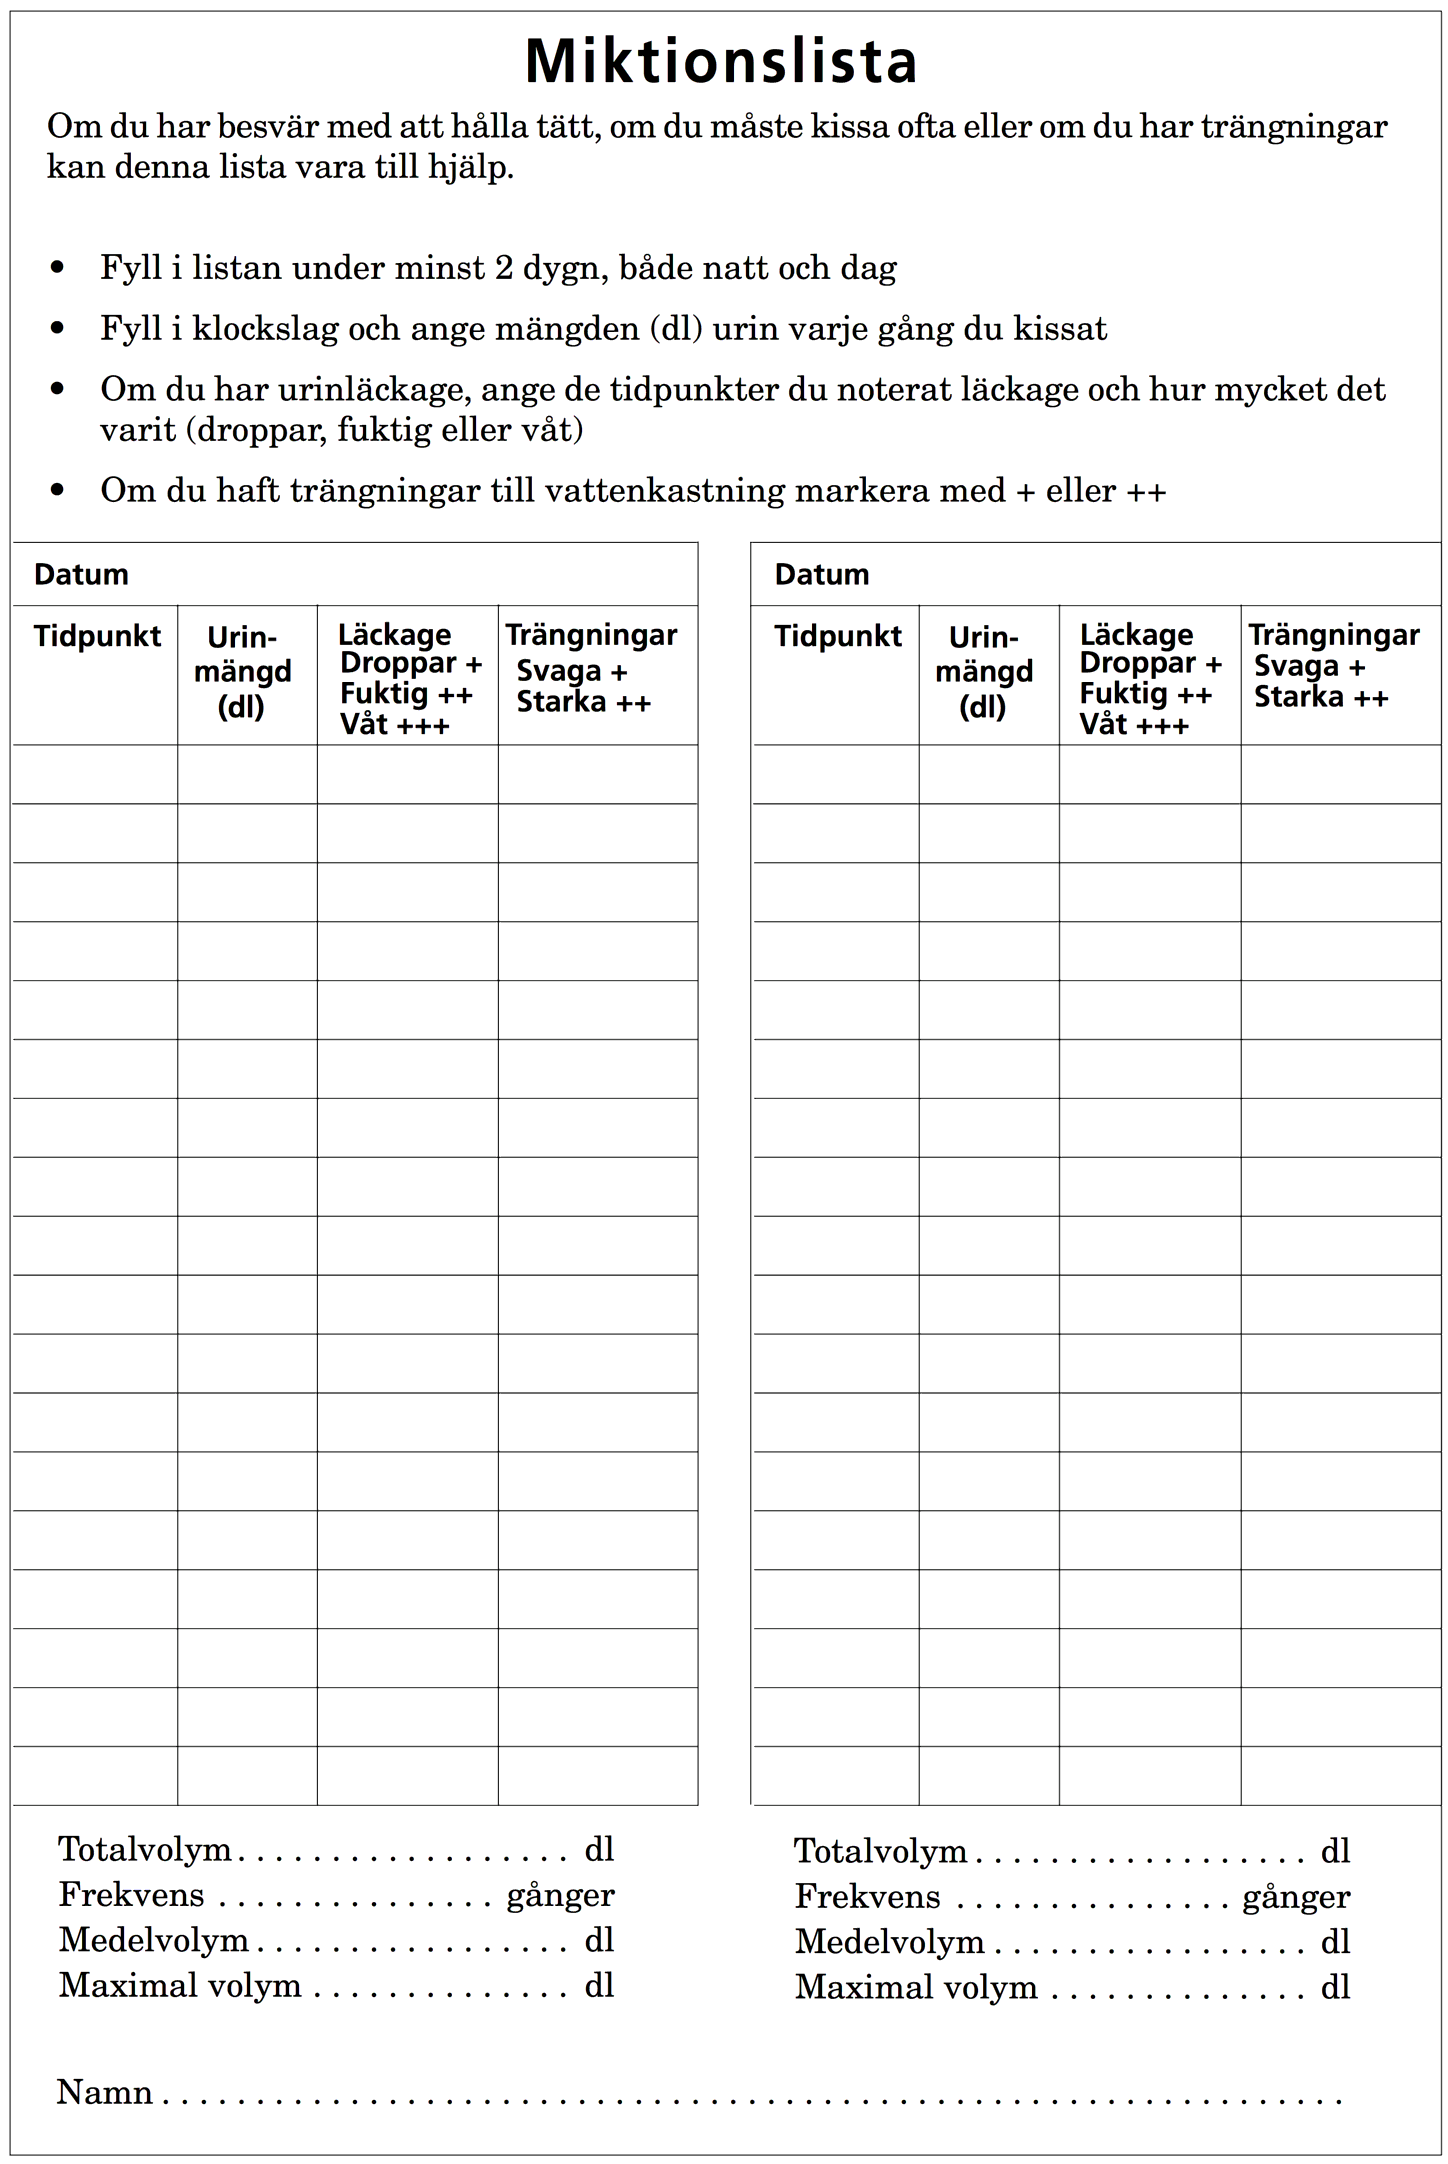 Miktionslista
Om du har besvär med att hålla tätt, om du måste kissa ofta eller om du har trängningar
kan denna lista vara till hjälp.
• Fyll i listan under minst 2 dygn, både natt och dag
• Fyll i klockslag och ange mängden (dl) urin varje gång du kissat
• Om du har urinläckage, ange de tidpunkter du noterat läckage och hur mycket det
varit (droppar, fuktig eller våt)
• Om du haft trängningar till vattenkastning markera med + eller ++
Datum
Tidpunkt
Urin-
mängd
(dl)
Läckage
Droppar +
Fuktig ++
Våt +++
Trängningar
Svaga +
Starka ++
Datum
Tidpunkt
Urin-
mängd
(dl)
Läckage
Droppar +
Fuktig ++
Våt +++
Trängningar
Svaga +
Starka ++
Totalvolym . . . . . . . . . . . . . . . . . . dl
Frekvens . . . . . . . . . . . . . . . gånger
Medelvolym . . . . . . . . . . . . . . . . . dl
Maximal volym . . . . . . . . . . . . . . dl
Totalvolym . . . . . . . . . . . . . . . . . . dl
Frekvens . . . . . . . . . . . . . . . gånger
Medelvolym . . . . . . . . . . . . . . . . . dl
Maximal volym . . . . . . . . . . . . . . dl
Namn . . . . . . . . . . . . . . . . . . . . . . . . . . . . . . . . . . . . . . . . . . . . . . . . . . . . . . . . . . . . . . .